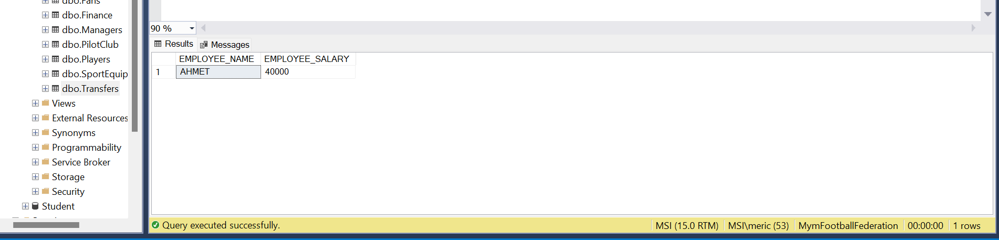 dbo.Fans
dbo.Finance
dbo.Managers
dbo.PilotClub
dbo.Players
dbo.SportEquip
dbo.Transfers
Views
External Resources
Synonyms
Programmability
Service Broker
Storage
Security
Student
90 %
Results Messages
EMPLOYEE_NAME EMPLOYEE_SALARY
1 AHMET 40000
Query executed successfully. MSI (15.0 RTM) MSI\meric (53) MymFootballFederation 00:00:00 1 rows